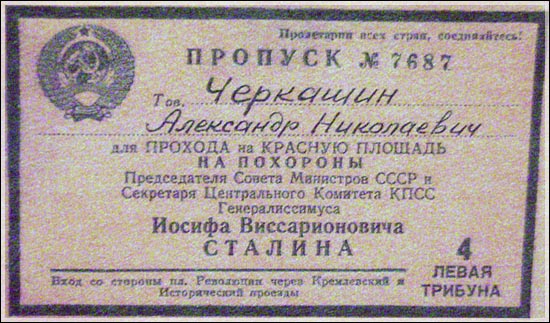 Пролетарии всех стран, соединяйтесь!
ПРОПУСК № 7687
Тов. Черкашин
Александр Николаевич
для ПРОХОДА на КРАСНУЮ ПЛОЩАДЬ
НА ПОХОРОНЫ
Председателя Совета Министров СССР и
Секретаря Центрального Комитета КПСС
Генералиссимуса
Иосифа Виссарионовича
СТАЛИНА
4
ЛЕВАЯ
ТРИБУНА
Вход со стороны пл. Революции через Кремлевский и
Исторический проезды